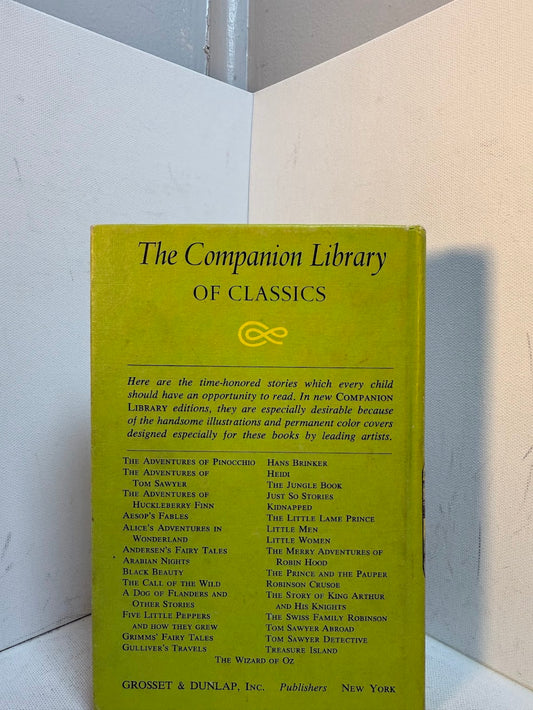 The Companion Library
OF CLASSICS
Here are the time-honored stories which every child
should have an opportunity to read. In new COMPANION
LIBRARY editions, they are especially desirable because
of the handsome illustrations and permanent color covers
designed especially for these books by leading artists.
THE ADVENTURES OF PINOCCHIO
THE ADVENTURES OF
TOM SAWYER
THE ADVENTURES OF
HUCKLEBERRY FINN
AESOP'S FABLES
ALICE'S ADVENTURES IN
WONDERLAND
ANDERSEN'S FAIRY TALES
ARABIAN NIGHTS
BLACK BEAUTY
THE CALL OF THE WILD
A DOG OF FLANDERS AND
OTHER STORIES
FIVE LITTLE PEPPERS
AND HOW THEY GREW
GRIMMS' FAIRY TALES
GULLIVER'S TRAVELS
HANS BRINKER
HEIDI
THE JUNGLE BOOK
JUST SO STORIES
KIDNAPPED
THE LITTLE LAME PRINCE
LITTLE MEN
LITTLE WOMEN
THE MERRY ADVENTURES OF
ROBIN HOOD
THE PRINCE AND THE PAUPER
ROBINSON CRUSOE
THE STORY OF KING ARTHUR
AND HIS KNIGHTS
THE SWISS FAMILY ROBINSON
TOM SAWYER ABROAD
TOM SAWYER DETECTIVE
TREASURE ISLAND
THE WIZARD OF OZ
GROSSET & DUNLAP, INC. Publishers NEW YORK